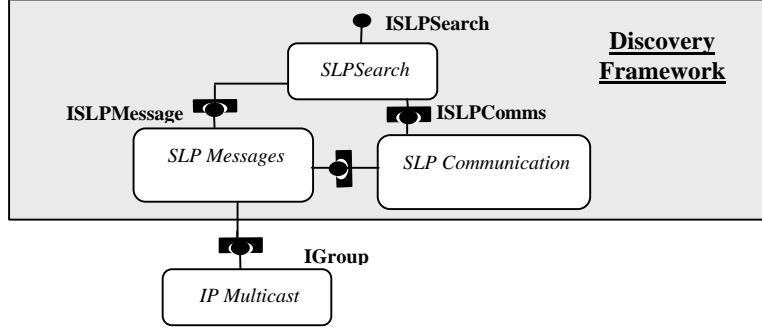 ISLPSearch
Discovery
Framework
SLPSearch
ISLPMessage
ISLPComms
SLP Messages
SLP Communication
IGroup
IP Multicast